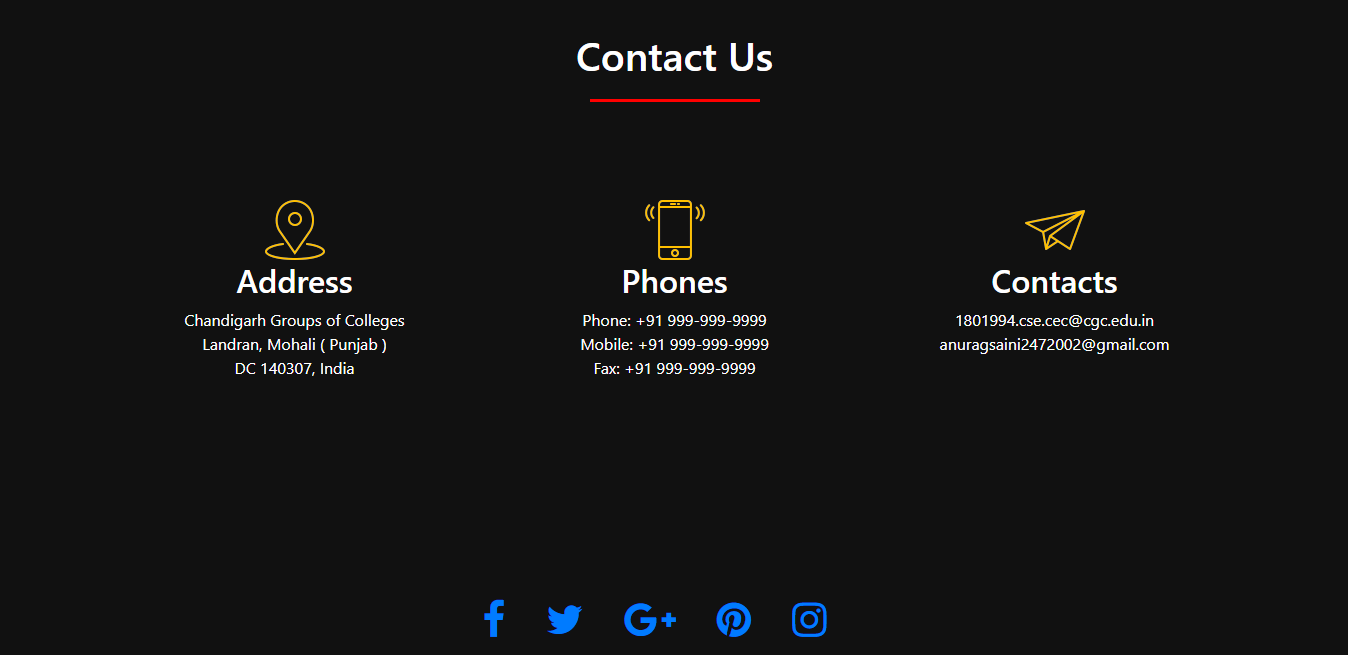 Contact Us
Address
Chandigarh Groups of Colleges
Landran, Mohali ( Punjab )
DC 140307, India
Phones
Phone: +91 999-999-9999
Mobile: +91 999-999-9999
Fax: +91 999-999-9999
Contacts
1801994.cse.cec@cgc.edu.in
anuragsaini2472002@gmail.com